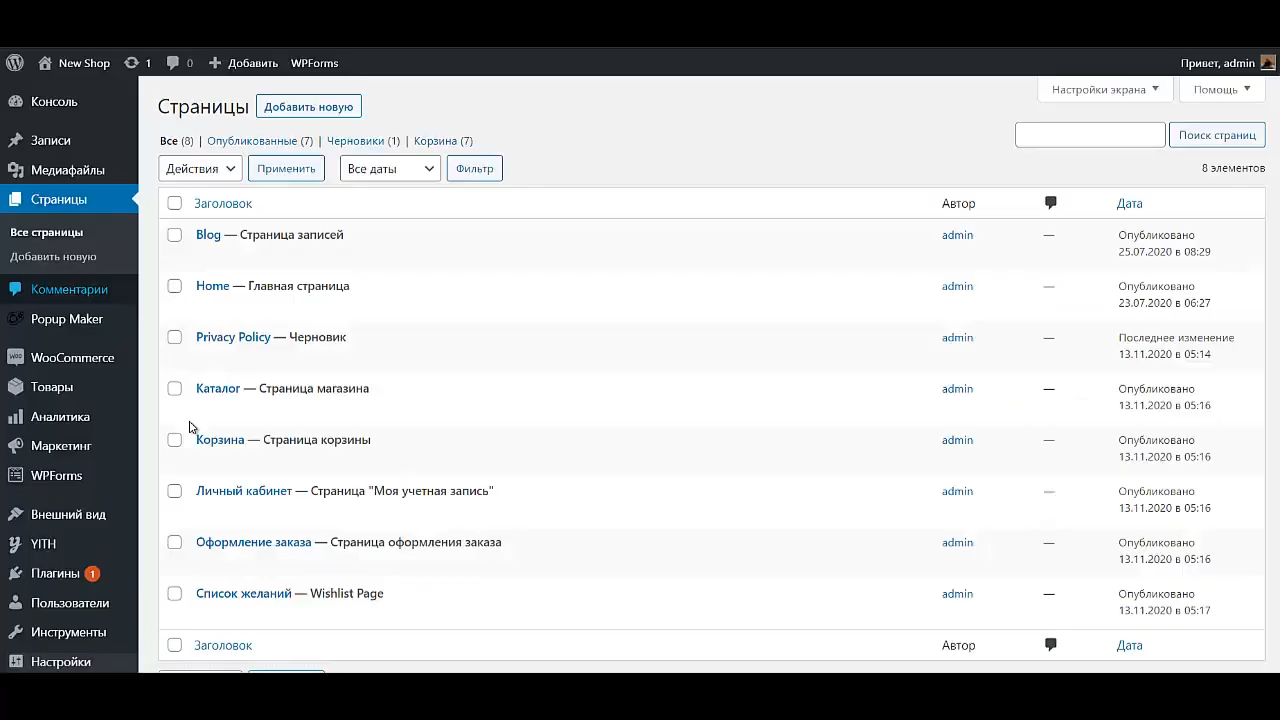 New Shop 1 0 Добавить WPForms Привет, admin
Консоль
Записи
Медиафайлы
Страницы
Все страницы
Добавить новую
Комментарии
Popup Maker
WooCommerce
Товары
Аналитика
Маркетинг
WPForms
Внешний вид
YITH
Плагины 1
Пользователи
Инструменты
Настройки
Настройки экрана Помощь
Страницы Добавить новую
Все (8) | Опубликованные (7) | Черновики (1) | Корзина (7)
Поиск страниц
Действия Применить Все даты Фильтр
8 элементов
Заголовок Автор Дата
Blog — Страница записей admin — Опубликовано
25.07.2020 в 08:29
Home — Главная страница admin — Опубликовано
23.07.2020 в 06:27
Privacy Policy — Черновик admin — Последнее изменение
13.11.2020 в 05:14
Каталог — Страница магазина admin — Опубликовано
13.11.2020 в 05:16
Корзина — Страница корзины admin — Опубликовано
13.11.2020 в 05:16
Личный кабинет — Страница "Моя учетная запись" admin — Опубликовано
13.11.2020 в 05:16
Оформление заказа — Страница оформления заказа admin — Опубликовано
13.11.2020 в 05:16
Список желаний — Wishlist Page admin — Опубликовано
13.11.2020 в 05:17
Заголовок Автор Дата